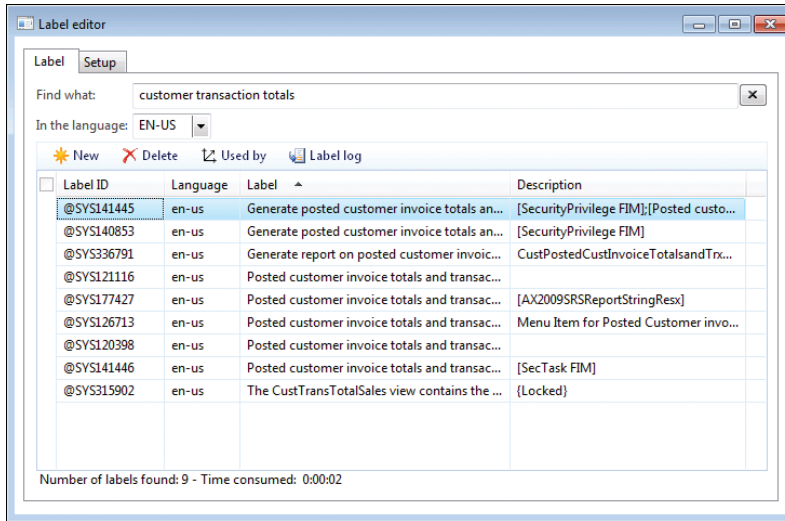 Label editor
Label Setup
Find what: customer transaction totals
In the language: EN-US
New Delete Used by Label log
Label ID Language Label Description
@SYS141445 en-us Generate posted customer invoice totals an... [SecurityPrivilege FIM];[Posted custo...
@SYS140853 en-us Generate posted customer invoice totals an... [SecurityPrivilege FIM]
@SYS336791 en-us Generate report on posted customer invoic... CustPostedCustInvoiceTotalsandTrx...
@SYS121116 en-us Posted customer invoice totals and transac...
@SYS177427 en-us Posted customer invoice totals and transac... [AX2009SRSReportStringResx]
@SYS126713 en-us Posted customer invoice totals and transac... Menu Item for Posted Customer invo...
@SYS120398 en-us Posted customer invoice totals and transac...
@SYS141446 en-us Posted customer invoice totals and transac... [SecTask FIM]
@SYS315902 en-us The CustTransTotalSales view contains the ... {Locked}
Number of labels found: 9 - Time consumed: 0:00:02